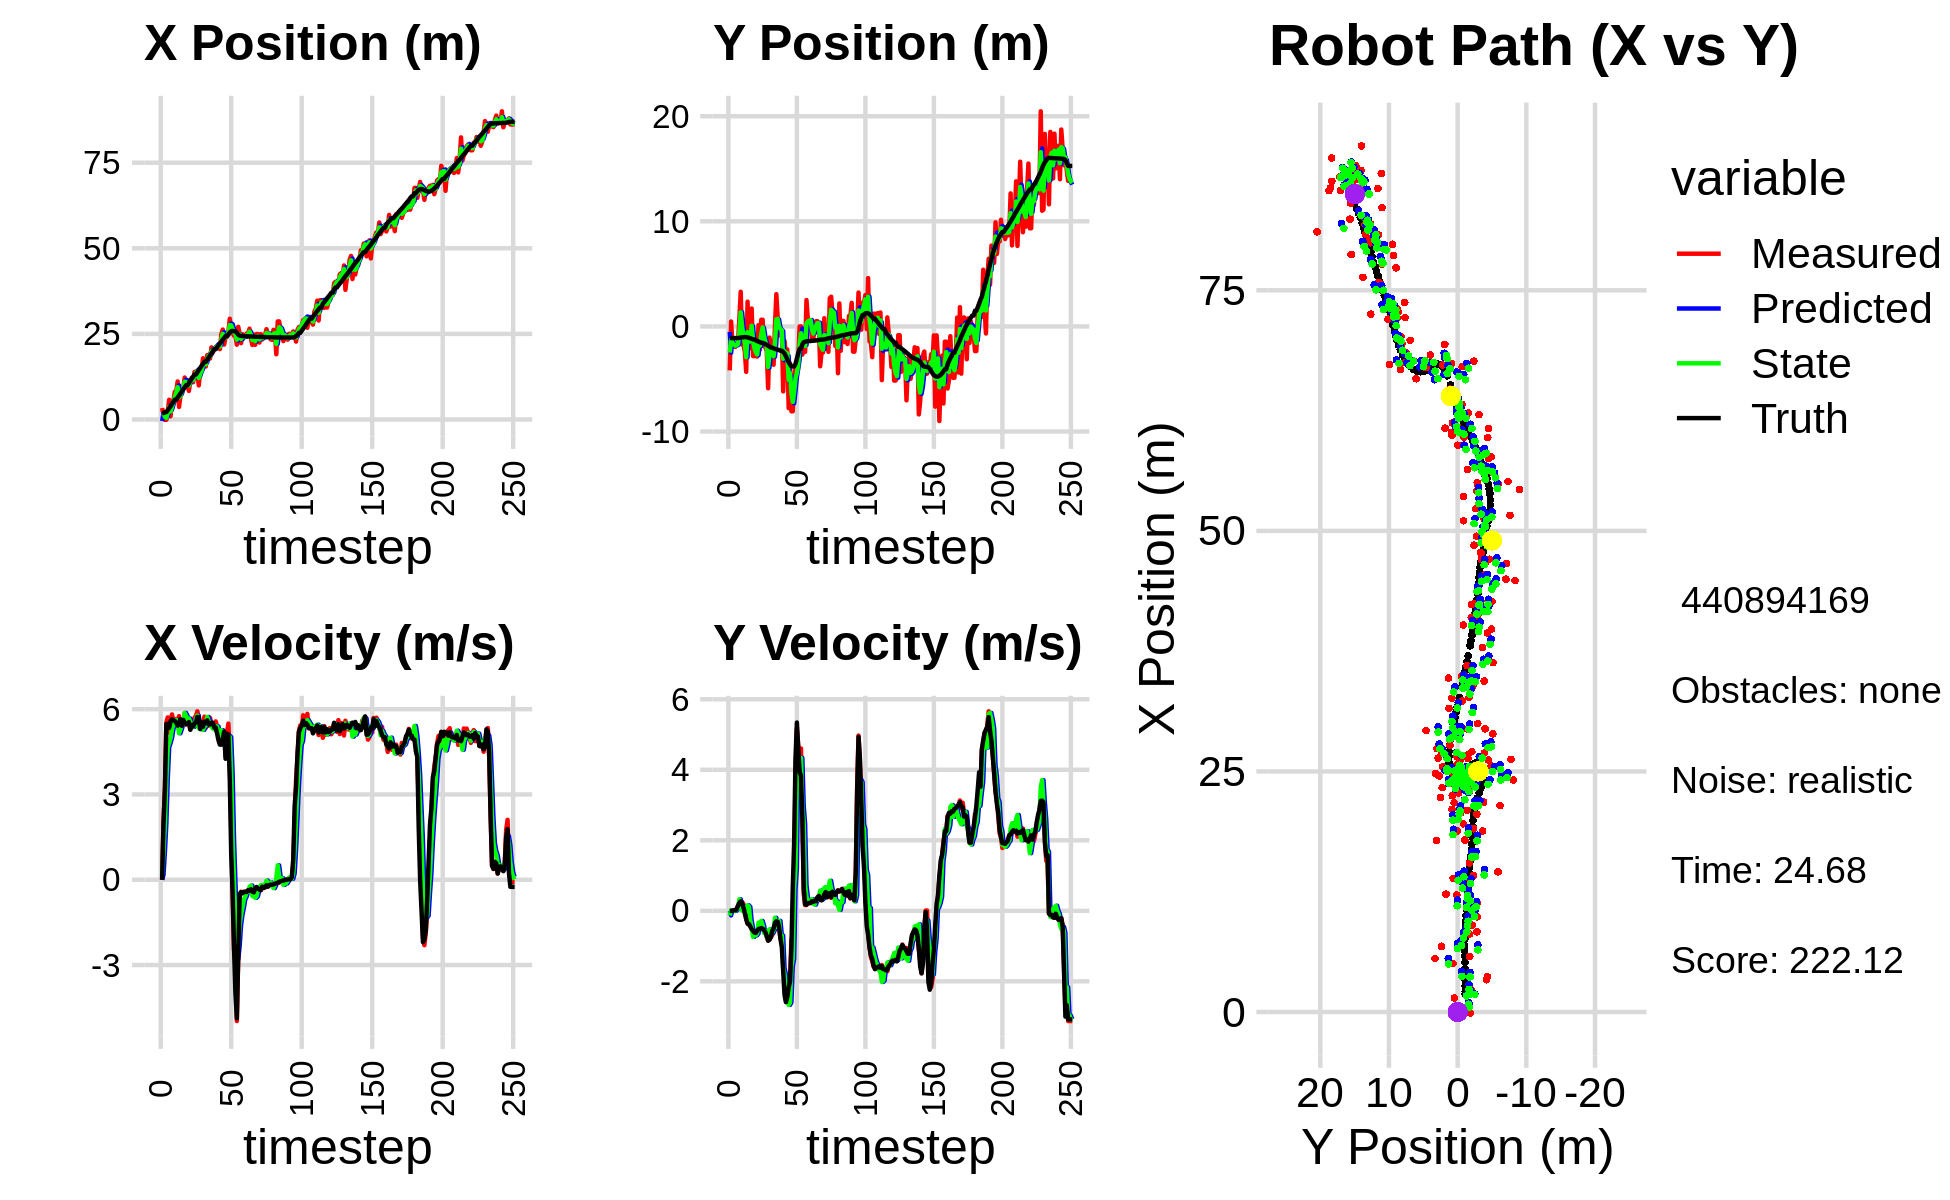 X Position (m)
75
50
25
0
0 50 100 150 200 250
timestep
Y Position (m)
20
10
0
-10
0 50 100 150 200 250
timestep
X Velocity (m/s)
6
3
0
-3
0 50 100 150 200 250
timestep
Y Velocity (m/s)
6
4
2
0
-2
0 50 100 150 200 250
timestep
Robot Path (X vs Y)
X Position (m)
75
50
25
0
20 10 0 -10 -20
Y Position (m)
variable
Measured
Predicted
State
Truth
440894169
Obstacles: none
Noise: realistic
Time: 24.68
Score: 222.12